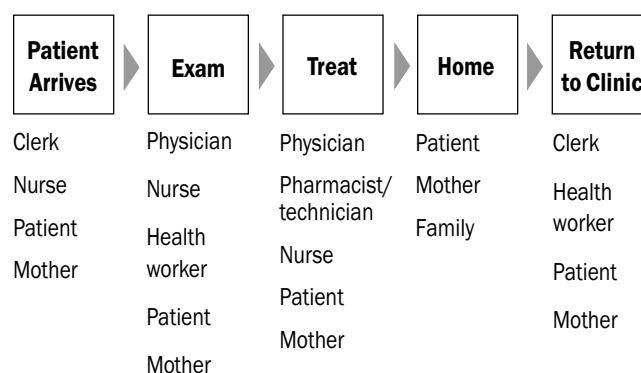 Patient
Arrives
Exam
Treat
Home
Return
to Clinic
Clerk
Nurse
Patient
Mother
Physician
Nurse
Health
worker
Patient
Mother
Physician
Pharmacist/
technician
Nurse
Patient
Mother
Patient
Mother
Family
Clerk
Health
worker
Patient
Mother